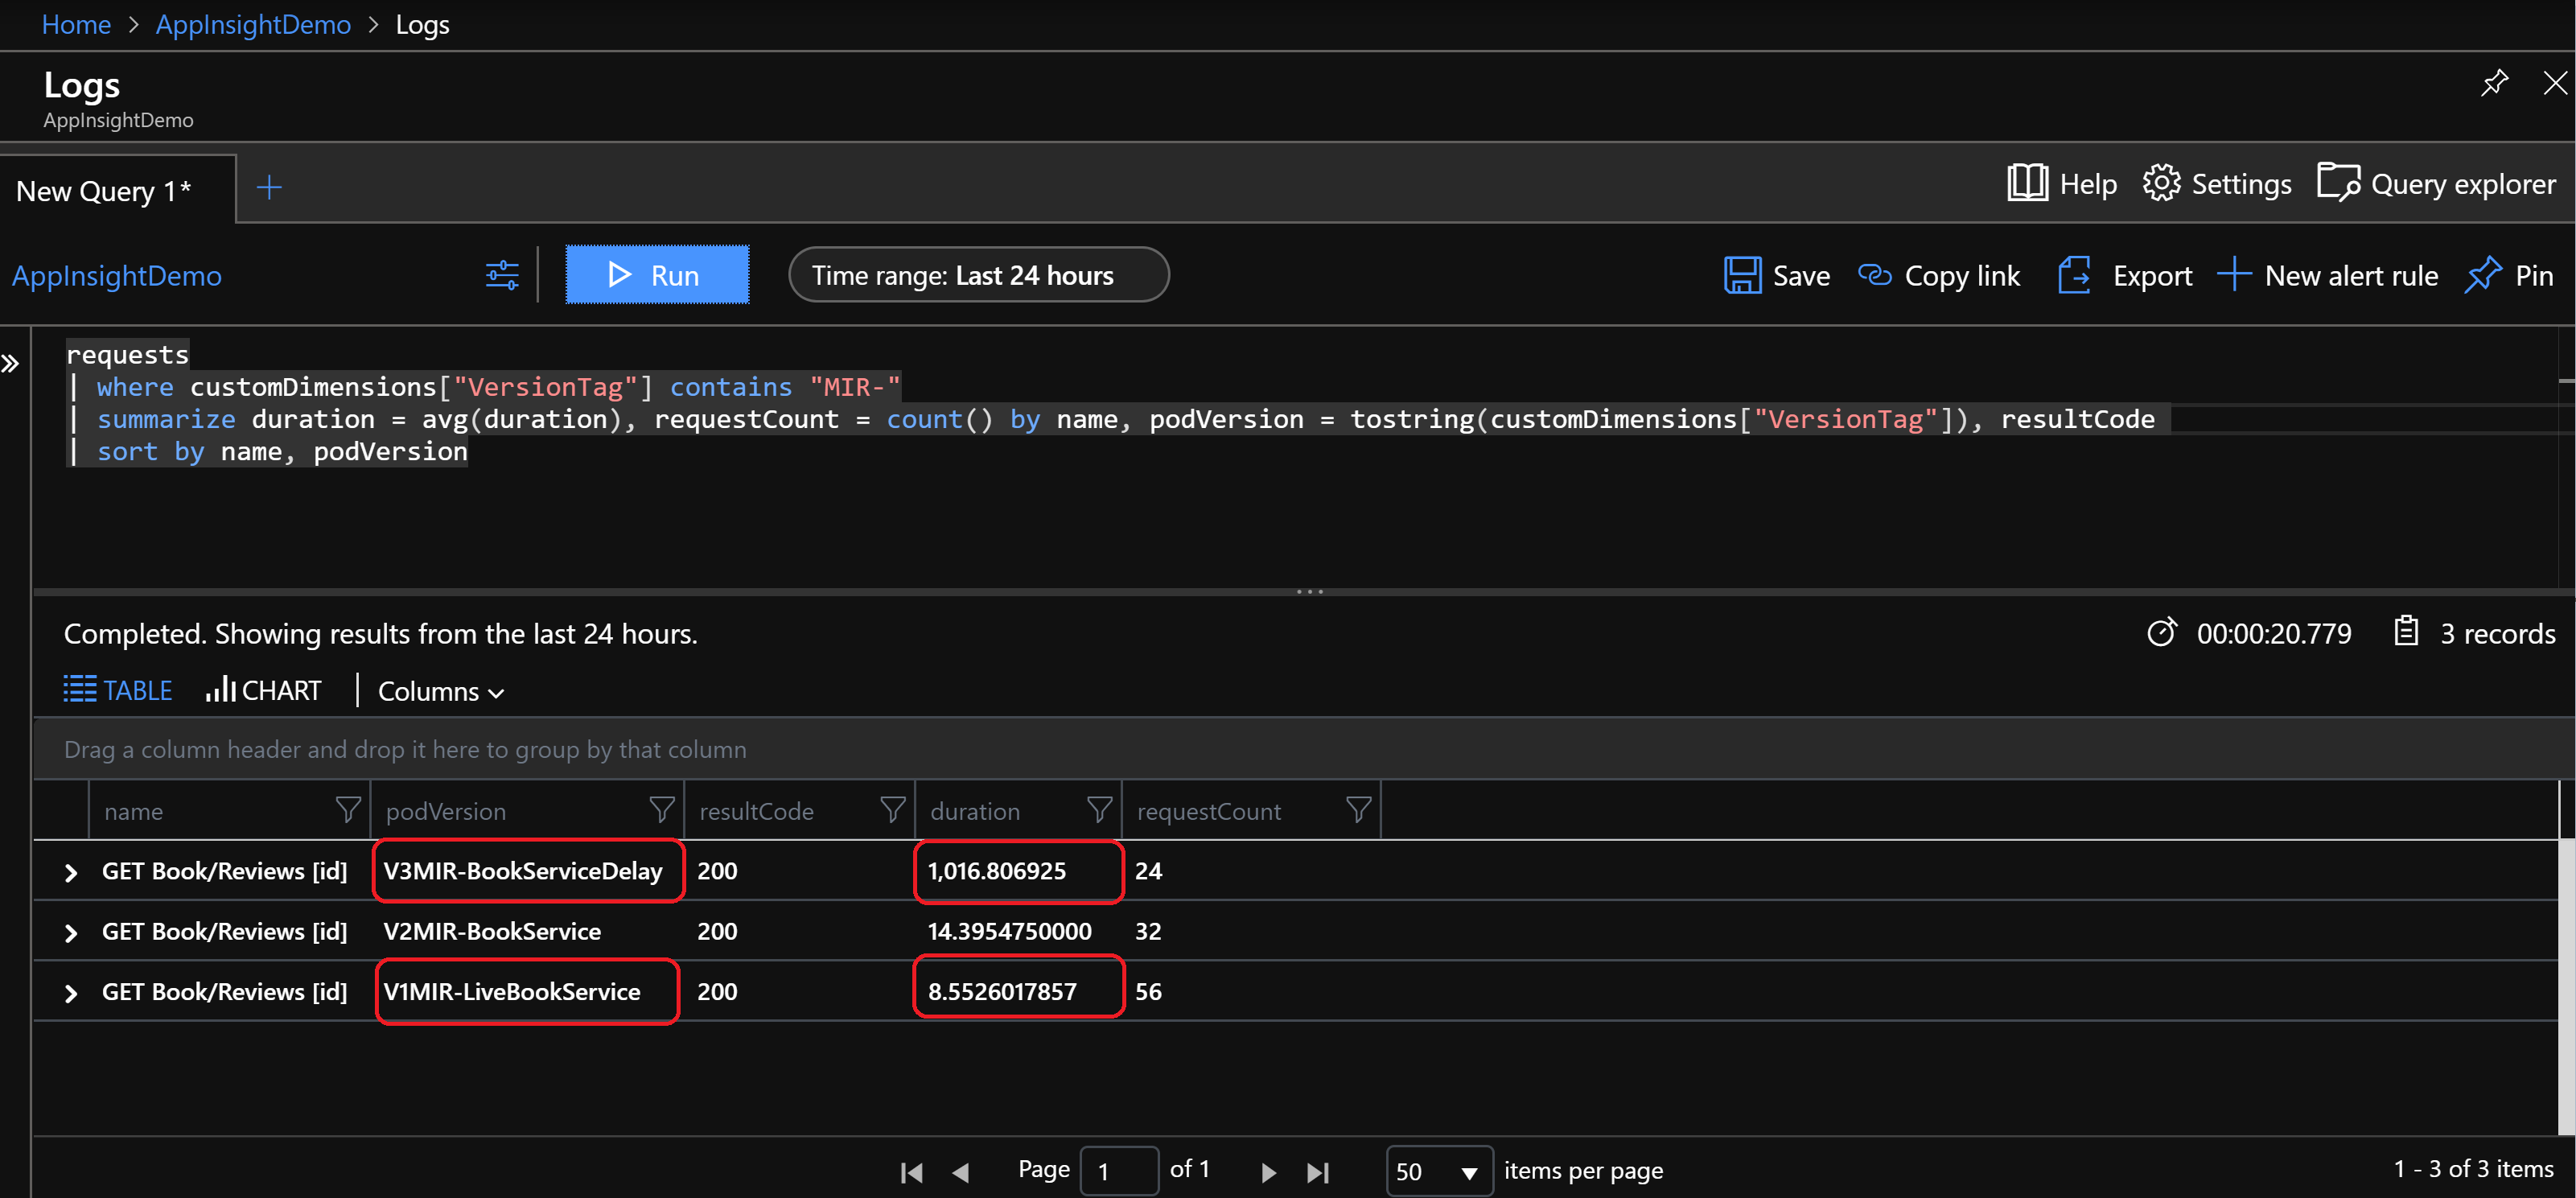 Home > AppInsightDemo > Logs
Logs
AppInsightDemo
New Query 1*
Help Settings Query explorer
AppInsightDemo Run Time range: Last 24 hours Save Copy link Export New alert rule Pin
requests
| where customDimensions["VersionTag"] contains "MIR-"
| summarize duration = avg(duration), requestCount = count() by name, podVersion = tostring(customDimensions["VersionTag"]), resultCode
| sort by name, podVersion
Completed. Showing results from the last 24 hours. 00:00:20.779 3 records
TABLE CHART Columns
Drag a column header and drop it here to group by that column
name podVersion resultCode duration requestCount
GET Book/Reviews [id] V3MIR-BookServiceDelay 200 1,016.806925 24
GET Book/Reviews [id] V2MIR-BookService 200 14.3954750000 32
GET Book/Reviews [id] V1MIR-LiveBookService 200 8.5526017857 56
Page 1 of 1 50 items per page 1 - 3 of 3 items